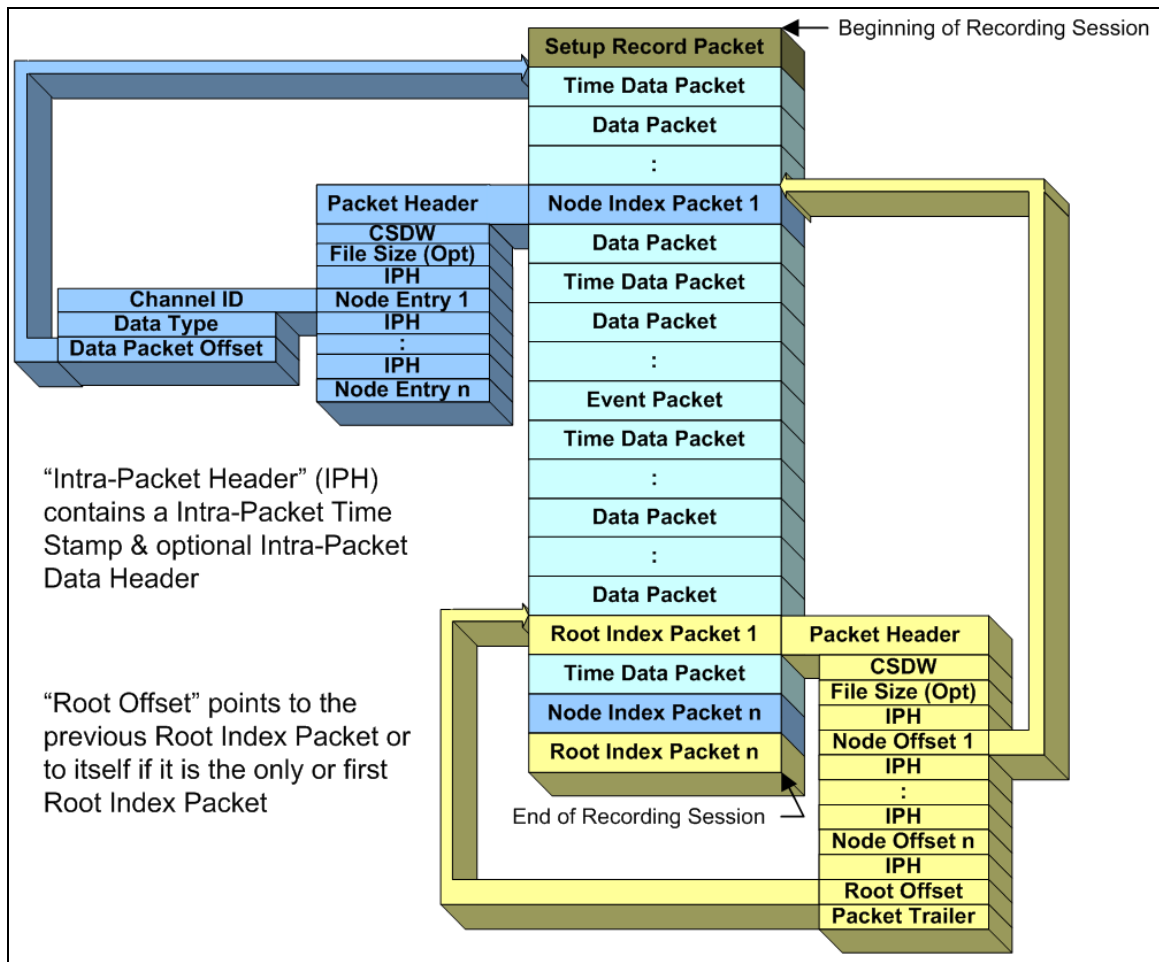 Beginning of Recording Session
Setup Record Packet
Time Data Packet
Data Packet
:
Node Index Packet 1
Data Packet
Time Data Packet
Data Packet
:
Event Packet
Time Data Packet
:
Data Packet
:
Data Packet
Root Index Packet 1
Time Data Packet
Node Index Packet n
Root Index Packet n
End of Recording Session
Packet Header
CSDW
File Size (Opt)
IPH
Node Entry 1
IPH
:
IPH
Node Entry n
Channel ID
Data Type
Data Packet Offset
“Intra-Packet Header” (IPH)
contains a Intra-Packet Time
Stamp & optional Intra-Packet
Data Header
“Root Offset” points to the
previous Root Index Packet or
to itself if it is the only or first
Root Index Packet
Packet Header
CSDW
File Size (Opt)
IPH
Node Offset 1
IPH
:
IPH
Node Offset n
IPH
Root Offset
Packet Trailer